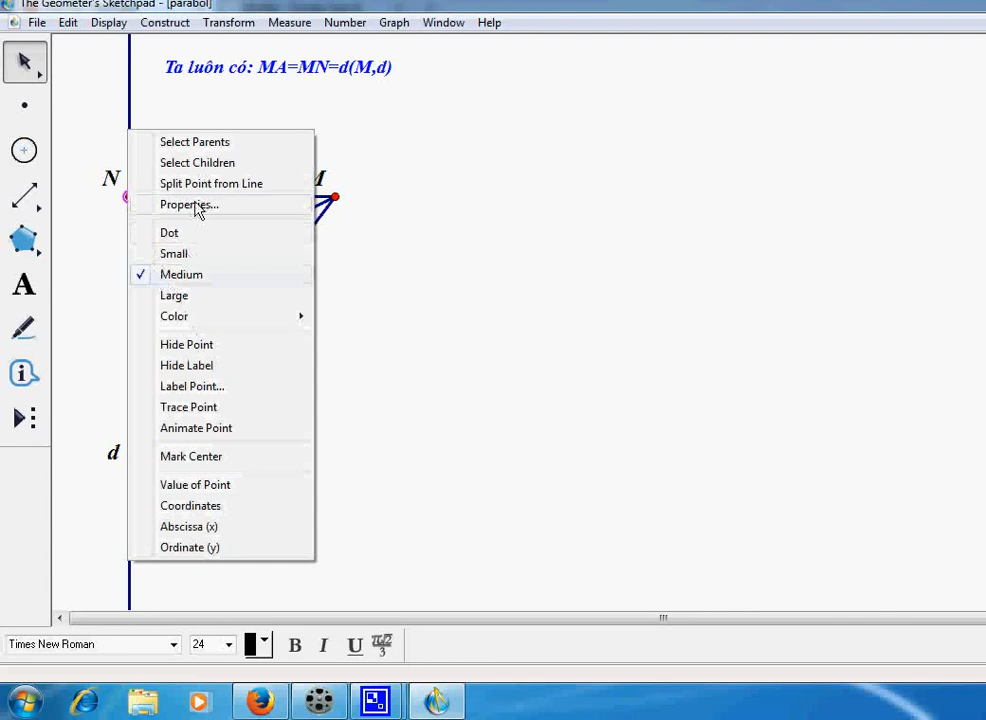 The Geometer's Sketchpad - [parabol]
File Edit Display Construct Transform Measure Number Graph Window Help
Ta luôn có: MA=MN=d(M,d)
Select Parents
Select Children
N
Split Point from Line
Properties...
Dot
Small
✓ Medium
Large
Color
Hide Point
Hide Label
Label Point...
Trace Point
Animate Point
d
Mark Center
Value of Point
Coordinates
Abscissa (x)
Ordinate (y)
A
Times New Roman 24 B I U